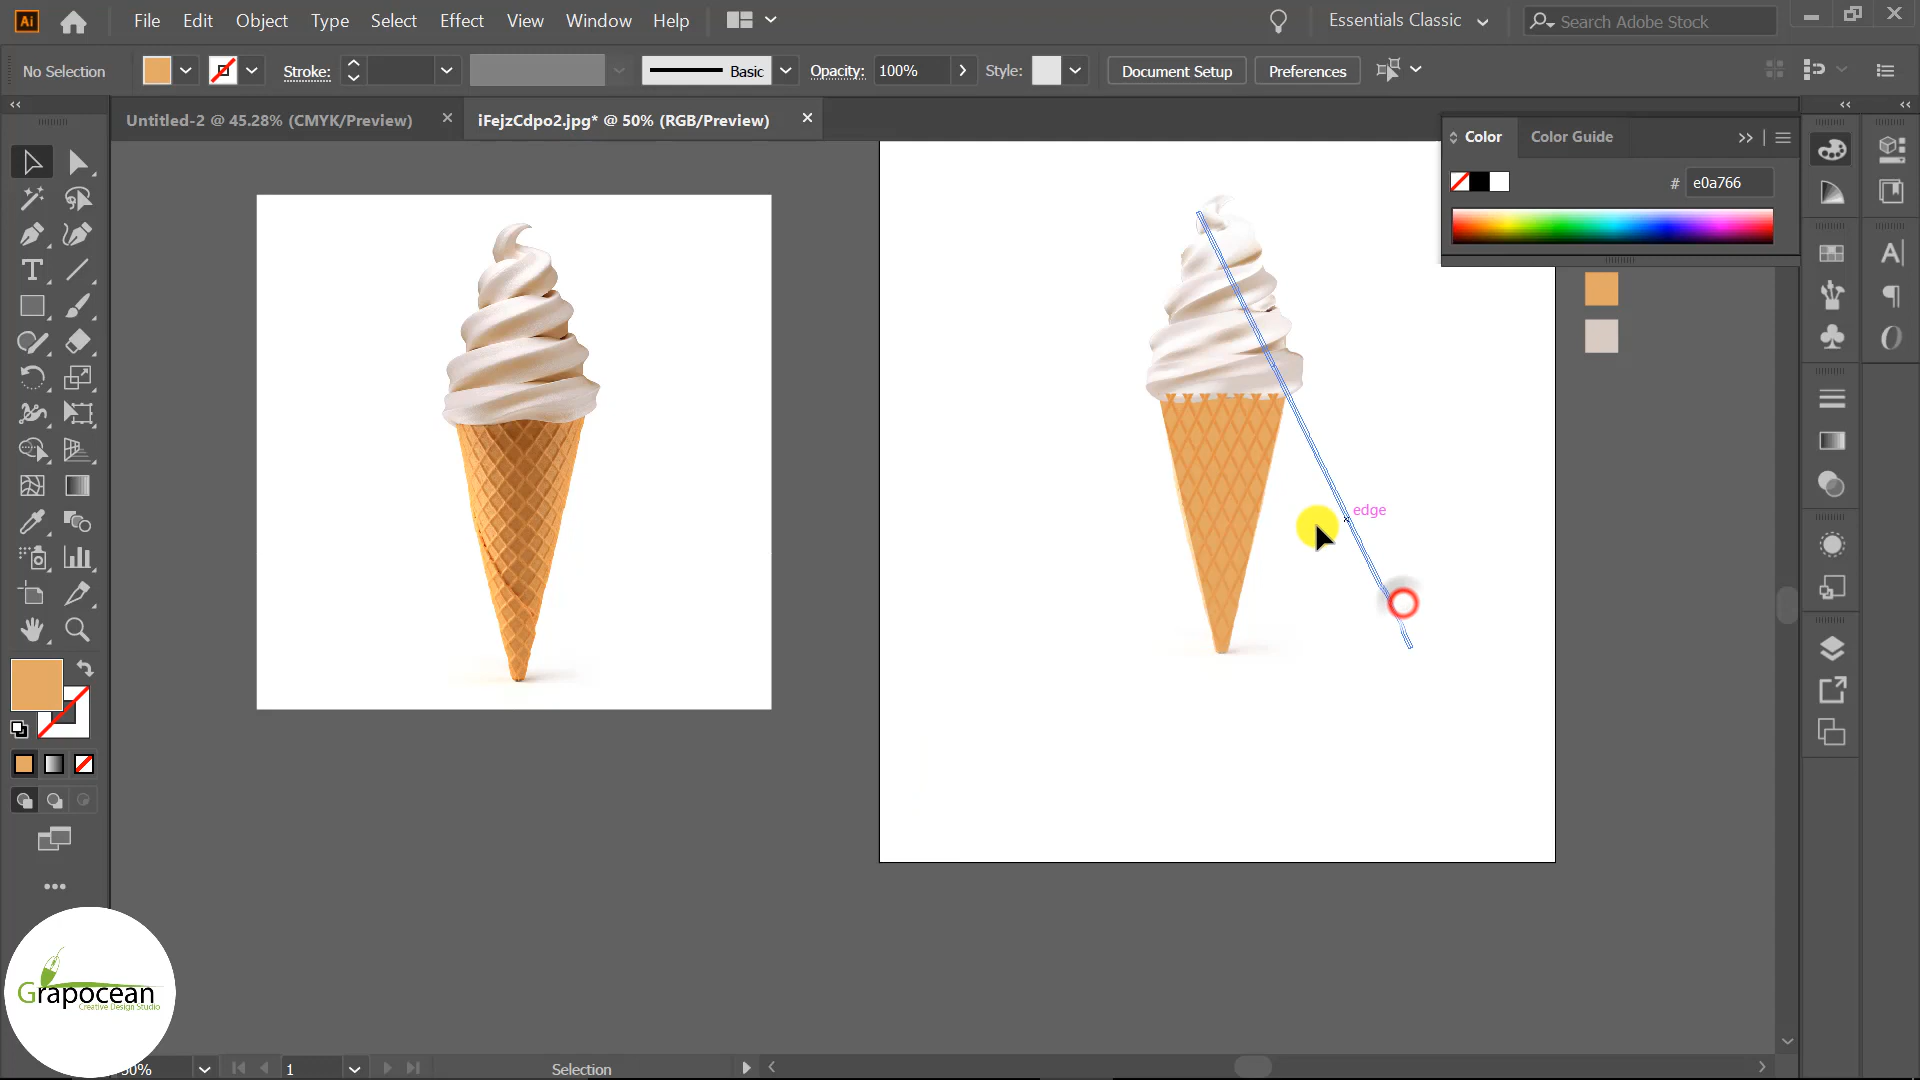 Ai File Edit Object Type Select Effect View Window Help Essentials Classic Search Adobe Stock
No Selection Stroke: Basic Opacity: 100% Style: Document Setup Preferences
Untitled-2 @ 45.28% (CMYK/Preview) iFejzCdpo2.jpg* @ 50% (RGB/Preview)
Color Color Guide
# e0a766
edge
Grapocean
Creative Design Studio
50% 1 Selection